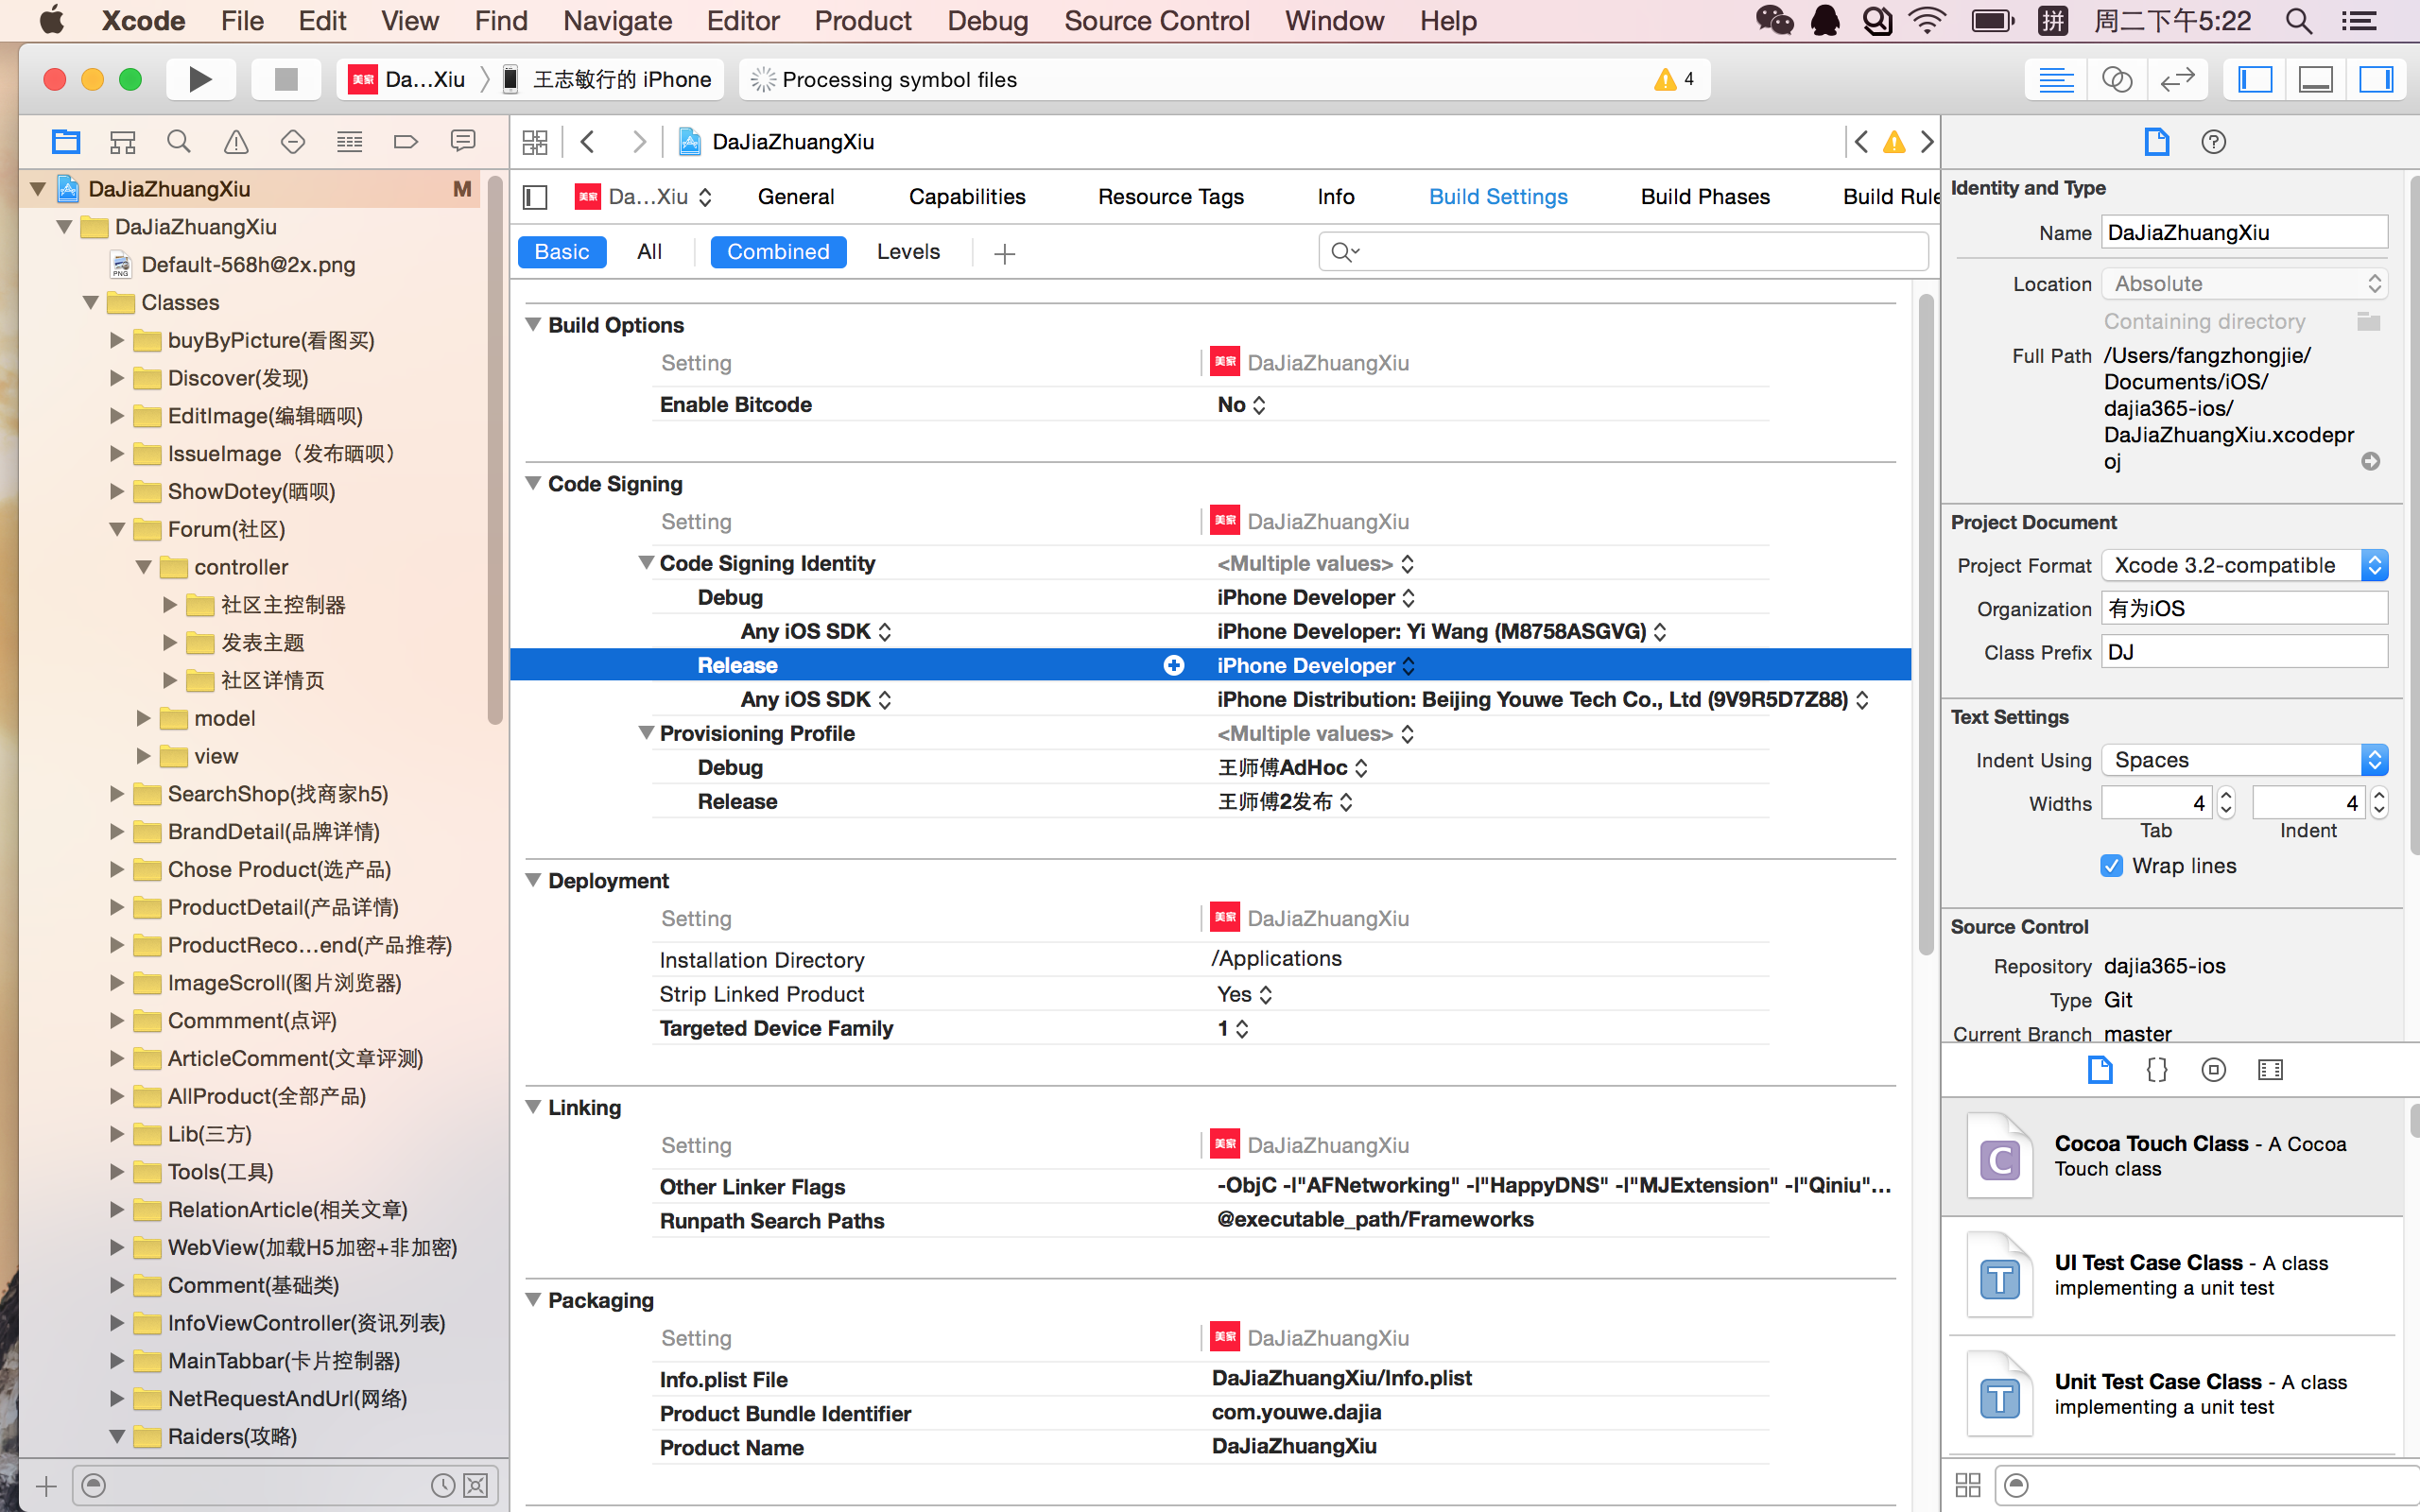 Xcode File Edit View Find Navigate Editor Product Debug Source Control Window Help 拼 周二下午5:22
美家 Da...Xiu 王志敏行的 iPhone Processing symbol files 4
DaJiaZhuangXiu
DaJiaZhuangXiu M
DaJiaZhuangXiu
Default-568h@2x.png
Classes
buyByPicture(看图买)
Discover(发现)
EditImage(编辑晒呗)
IssueImage（发布晒呗）
ShowDotey(晒呗)
Forum(社区)
controller
社区主控制器
发表主题
社区详情页
model
view
SearchShop(找商家h5)
BrandDetail(品牌详情)
Chose Product(选产品)
ProductDetail(产品详情)
ProductReco...end(产品推荐)
ImageScroll(图片浏览器)
Commment(点评)
ArticleComment(文章评测)
AllProduct(全部产品)
Lib(三方)
Tools(工具)
RelationArticle(相关文章)
WebView(加载H5加密+非加密)
Comment(基础类)
InfoViewController(资讯列表)
MainTabbar(卡片控制器)
NetRequestAndUrl(网络)
Raiders(攻略)
美家 Da...Xiu General Capabilities Resource Tags Info Build Settings Build Phases Build Rule
Basic All Combined Levels
Build Options
Setting 美家 DaJiaZhuangXiu
Enable Bitcode No
Code Signing
Setting 美家 DaJiaZhuangXiu
Code Signing Identity <Multiple values>
Debug iPhone Developer
Any iOS SDK iPhone Developer: Yi Wang (M8758ASGVG)
Release iPhone Developer
Any iOS SDK iPhone Distribution: Beijing Youwe Tech Co., Ltd (9V9R5D7Z88)
Provisioning Profile <Multiple values>
Debug 王师傅AdHoc
Release 王师傅2发布
Deployment
Setting 美家 DaJiaZhuangXiu
Installation Directory /Applications
Strip Linked Product Yes
Targeted Device Family 1
Linking
Setting 美家 DaJiaZhuangXiu
Other Linker Flags -ObjC -l"AFNetworking" -l"HappyDNS" -l"MJExtension" -l"Qiniu"...
Runpath Search Paths @executable_path/Frameworks
Packaging
Setting 美家 DaJiaZhuangXiu
Info.plist File DaJiaZhuangXiu/Info.plist
Product Bundle Identifier com.youwe.dajia
Product Name DaJiaZhuangXiu
Identity and Type
Name DaJiaZhuangXiu
Location Absolute
Containing directory
Full Path /Users/fangzhongjie/
Documents/iOS/
dajia365-ios/
DaJiaZhuangXiu.xcodepr
oj
Project Document
Project Format Xcode 3.2-compatible
Organization 有为iOS
Class Prefix DJ
Text Settings
Indent Using Spaces
Widths 4 4
Tab Indent
Wrap lines
Source Control
Repository dajia365-ios
Type Git
Current Branch master
{}
C Cocoa Touch Class - A Cocoa
Touch class
T UI Test Case Class - A class
implementing a unit test
T Unit Test Case Class - A class
implementing a unit test